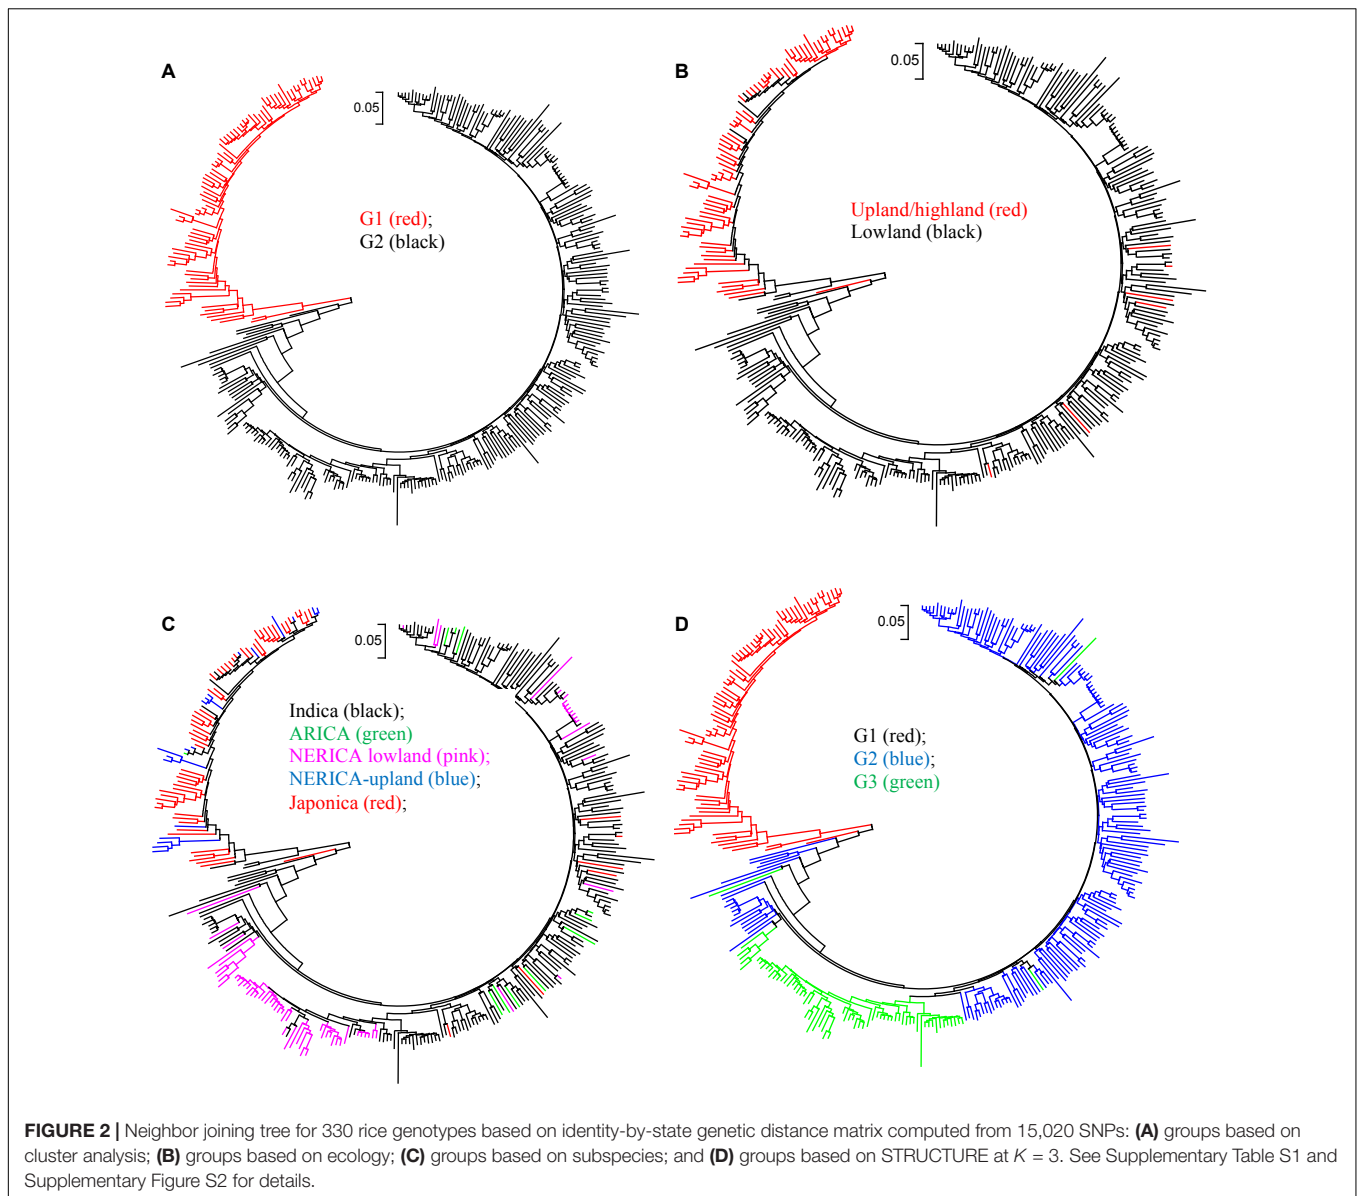 A
0.05
G1 (red);
G2 (black)
B
0.05
Upland/highland (red)
Lowland (black)
C
0.05
Indica (black);
ARICA (green)
NERICA lowland (pink);
NERICA-upland (blue);
Japonica (red);
D
0.05
G1 (red);
G2 (blue);
G3 (green)
FIGURE 2 | Neighbor joining tree for 330 rice genotypes based on identity-by-state genetic distance matrix computed from 15,020 SNPs: (A) groups based on
cluster analysis; (B) groups based on ecology; (C) groups based on subspecies; and (D) groups based on STRUCTURE at K = 3. See Supplementary Table S1 and
Supplementary Figure S2 for details.